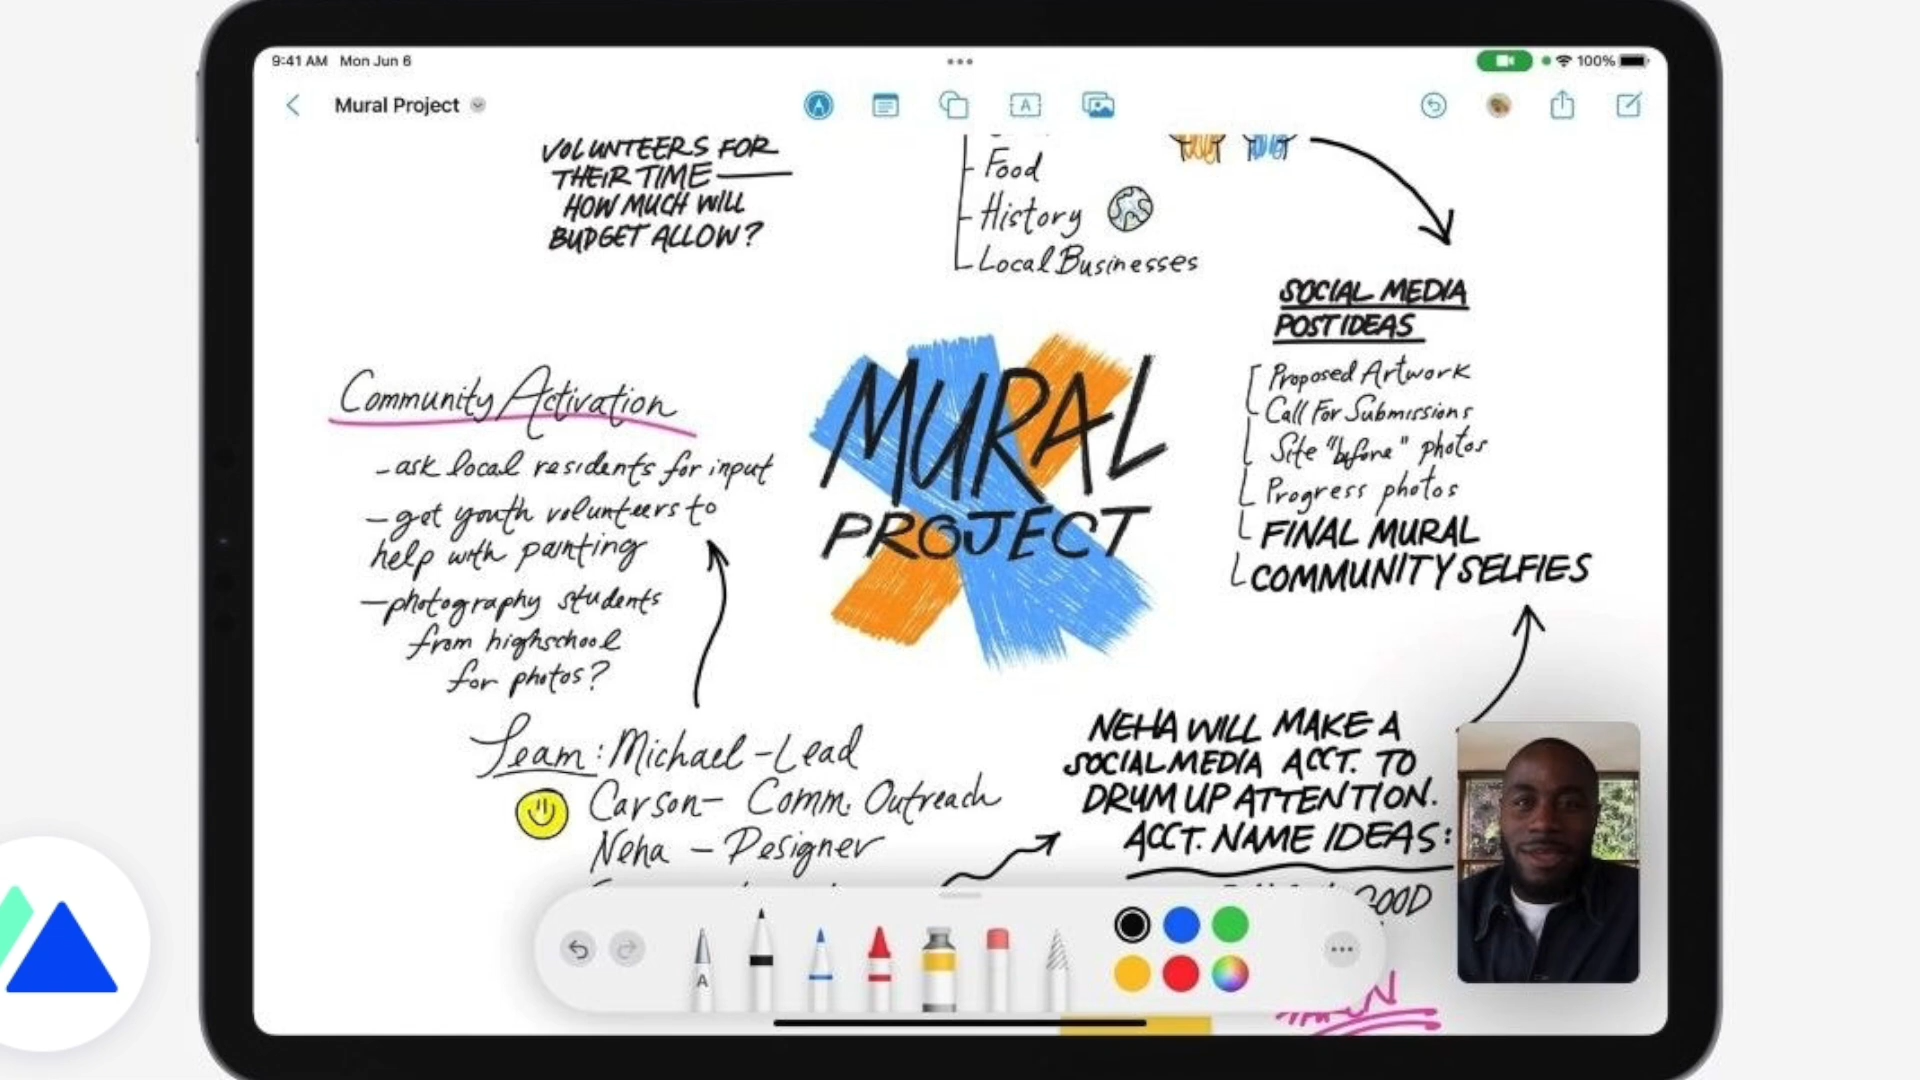 9:41 AM Mon Jun 6
100%
Mural Project
VOLUNTEERS FOR
THEIR TIME
HOW MUCH WILL
BUDGET ALLOW?
Food
History
Local Businesses
SOCIAL MEDIA
POST IDEAS
Proposed Artwork
Call For Submissions
Site "before" photos
Progress photos
FINAL MURAL
COMMUNITY SELFIES
Community Activation
- ask local residents for input
- get youth volunteers to
help with painting
- photography students
from highschool
for photos?
MURAL
PROJECT
Team: Michael - Lead
Carson - Comm. Outreach
Neha - Designer
NEHA WILL MAKE A
SOCIAL MEDIA ACCT. TO
DRUM UP ATTENTION.
ACCT. NAME IDEAS:
GOOD
A
A